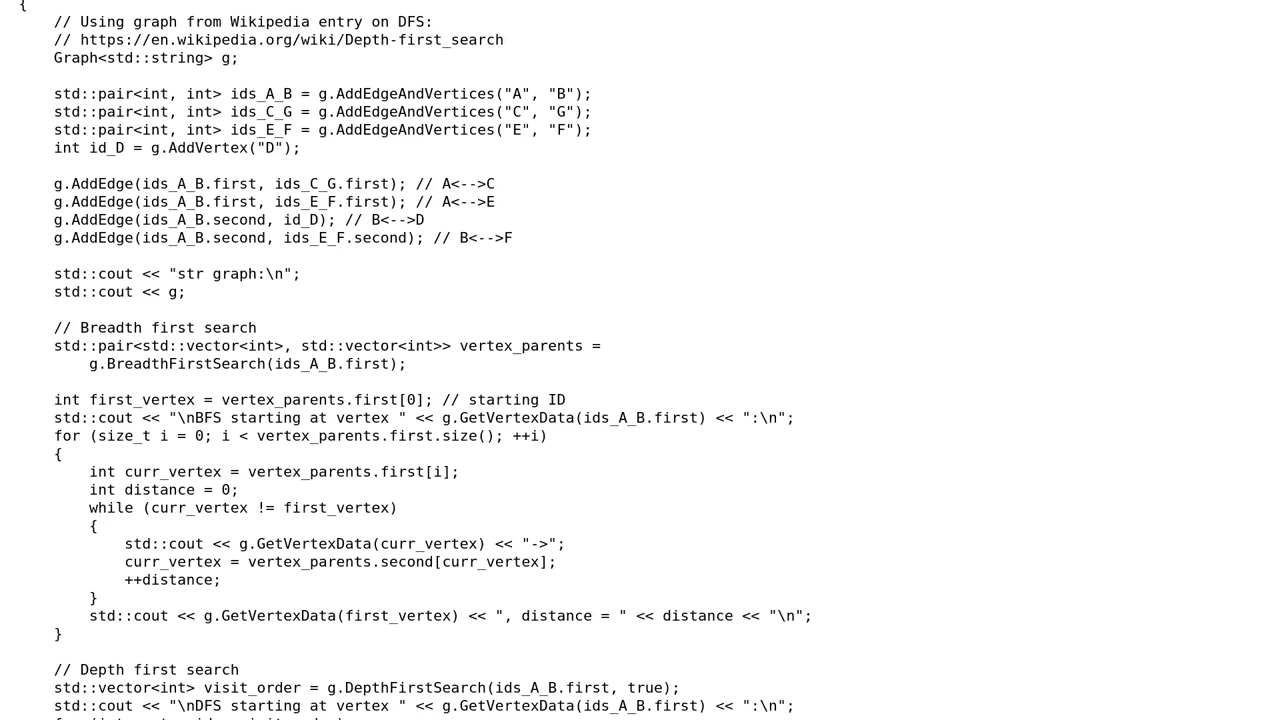 {
    // Using graph from Wikipedia entry on DFS:
    // https://en.wikipedia.org/wiki/Depth-first_search
    Graph<std::string> g;

    std::pair<int, int> ids_A_B = g.AddEdgeAndVertices("A", "B");
    std::pair<int, int> ids_C_G = g.AddEdgeAndVertices("C", "G");
    std::pair<int, int> ids_E_F = g.AddEdgeAndVertices("E", "F");
    int id_D = g.AddVertex("D");

    g.AddEdge(ids_A_B.first, ids_C_G.first); // A<-->C
    g.AddEdge(ids_A_B.first, ids_E_F.first); // A<-->E
    g.AddEdge(ids_A_B.second, id_D); // B<-->D
    g.AddEdge(ids_A_B.second, ids_E_F.second); // B<-->F

    std::cout << "str graph:\n";
    std::cout << g;

    // Breadth first search
    std::pair<std::vector<int>, std::vector<int>> vertex_parents =
        g.BreadthFirstSearch(ids_A_B.first);

    int first_vertex = vertex_parents.first[0]; // starting ID
    std::cout << "\nBFS starting at vertex " << g.GetVertexData(ids_A_B.first) << ":\n";
    for (size_t i = 0; i < vertex_parents.first.size(); ++i)
    {
        int curr_vertex = vertex_parents.first[i];
        int distance = 0;
        while (curr_vertex != first_vertex)
        {
            std::cout << g.GetVertexData(curr_vertex) << "->";
            curr_vertex = vertex_parents.second[curr_vertex];
            ++distance;
        }
        std::cout << g.GetVertexData(first_vertex) << ", distance = " << distance << "\n";
    }

    // Depth first search
    std::vector<int> visit_order = g.DepthFirstSearch(ids_A_B.first, true);
    std::cout << "\nDFS starting at vertex " << g.GetVertexData(ids_A_B.first) << ":\n";